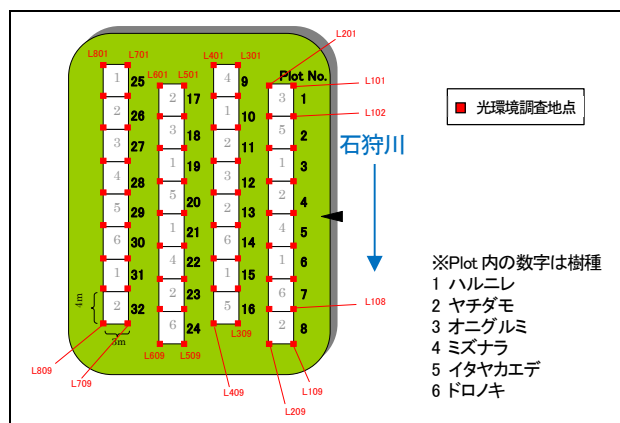 L201
L801 L701
L401 L301
L601 L501
Plot No.
L101
1 25
4 9
2 17
3 1
L102
光環境調査地点
2 26
1 10
3 18
5 2
石狩川
3 27
2 11
1 19
1 3
4 28
3 12
5 20
2 4
5 29
2 13
1 21
4 5
6 30
6 14
4 22
1 6
1 31
1 15
2 23
6 7
4m
2 32
5 16
6 24
2 8
L108
3m
L309
L809
L709
L609 L509
L409
L209
L109
※Plot 内の数字は樹種
1 ハルニレ
2 ヤチダモ
3 オニグルミ
4 ミズナラ
5 イタヤカエデ
6 ドロノキ